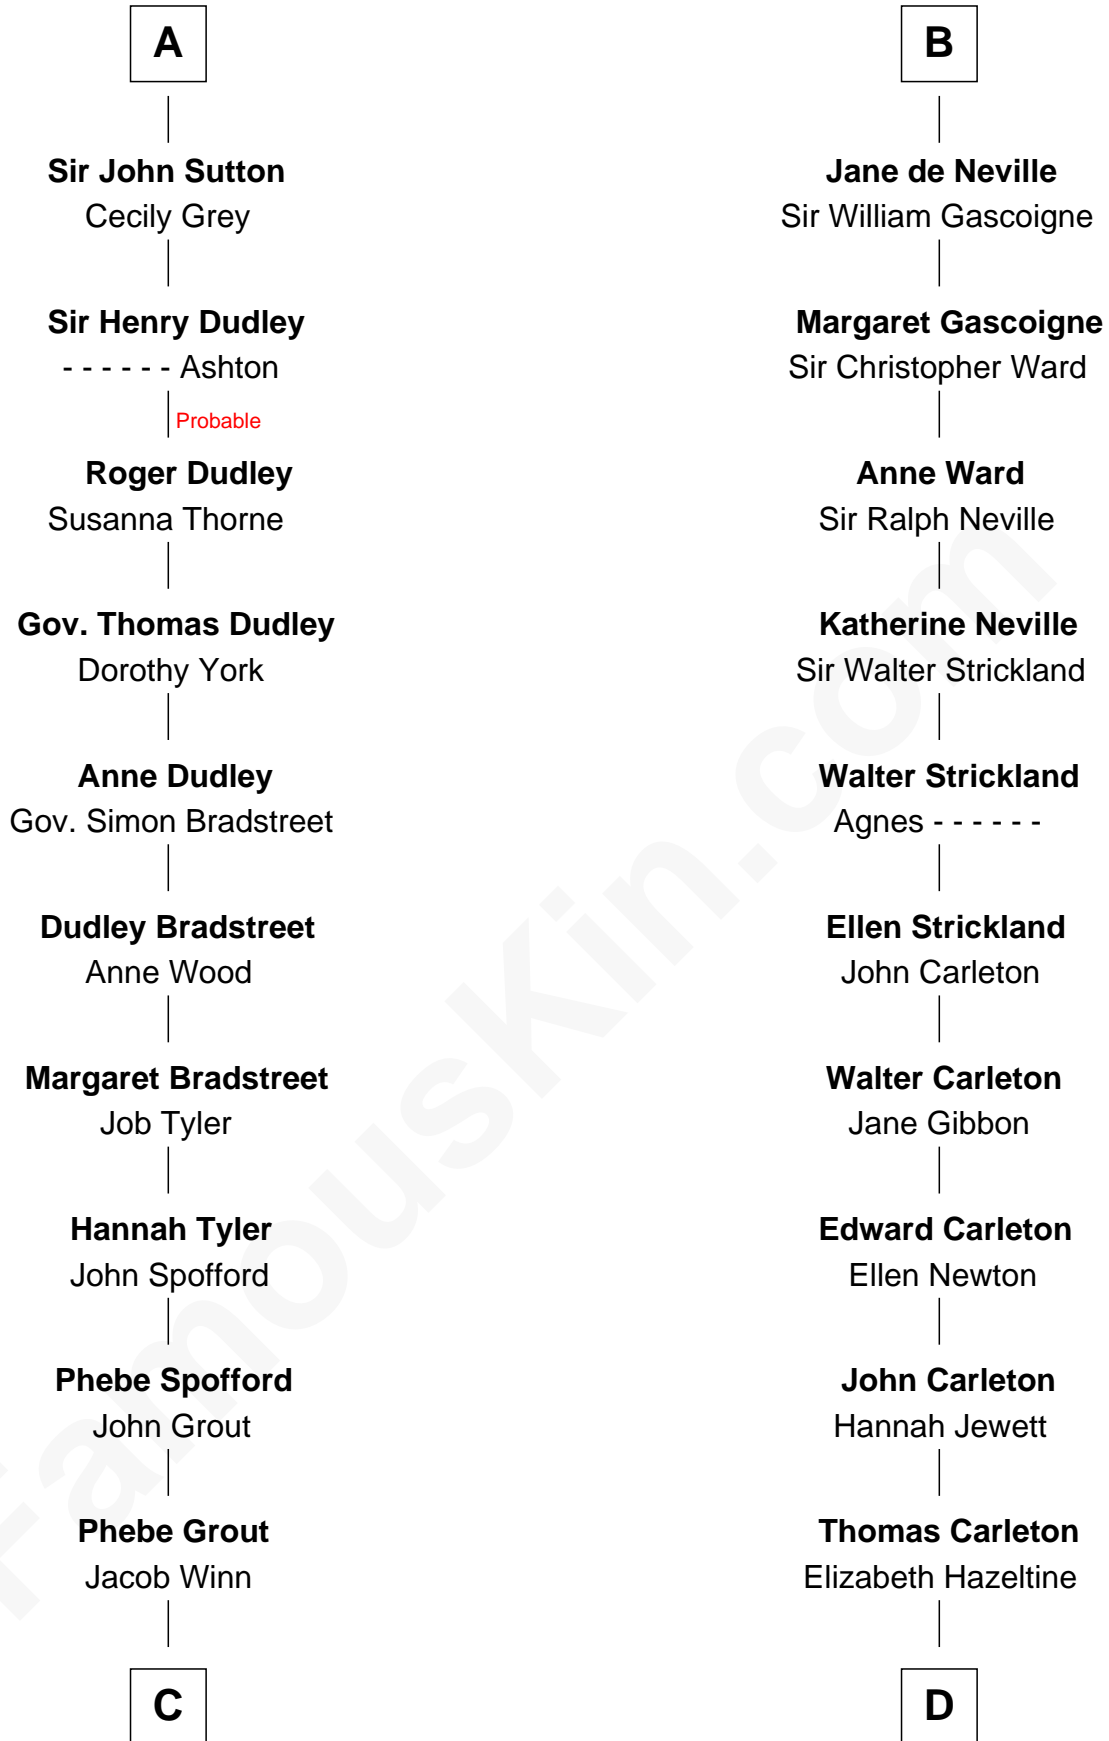 A
Sir John Sutton
Cecily Grey
Sir Henry Dudley
- - - - - - Ashton
Probable
Roger Dudley
Susanna Thorne
Gov. Thomas Dudley
Dorothy York
Anne Dudley
Gov. Simon Bradstreet
Dudley Bradstreet
Anne Wood
Margaret Bradstreet
Job Tyler
Hannah Tyler
John Spofford
Phebe Spofford
John Grout
Phebe Grout
Jacob Winn
C
B
Jane de Neville
Sir William Gascoigne
Margaret Gascoigne
Sir Christopher Ward
Anne Ward
Sir Ralph Neville
Katherine Neville
Sir Walter Strickland
Walter Strickland
Agnes - - - - - -
Ellen Strickland
John Carleton
Walter Carleton
Jane Gibbon
Edward Carleton
Ellen Newton
John Carleton
Hannah Jewett
Thomas Carleton
Elizabeth Hazeltine
D
FamousKin.com